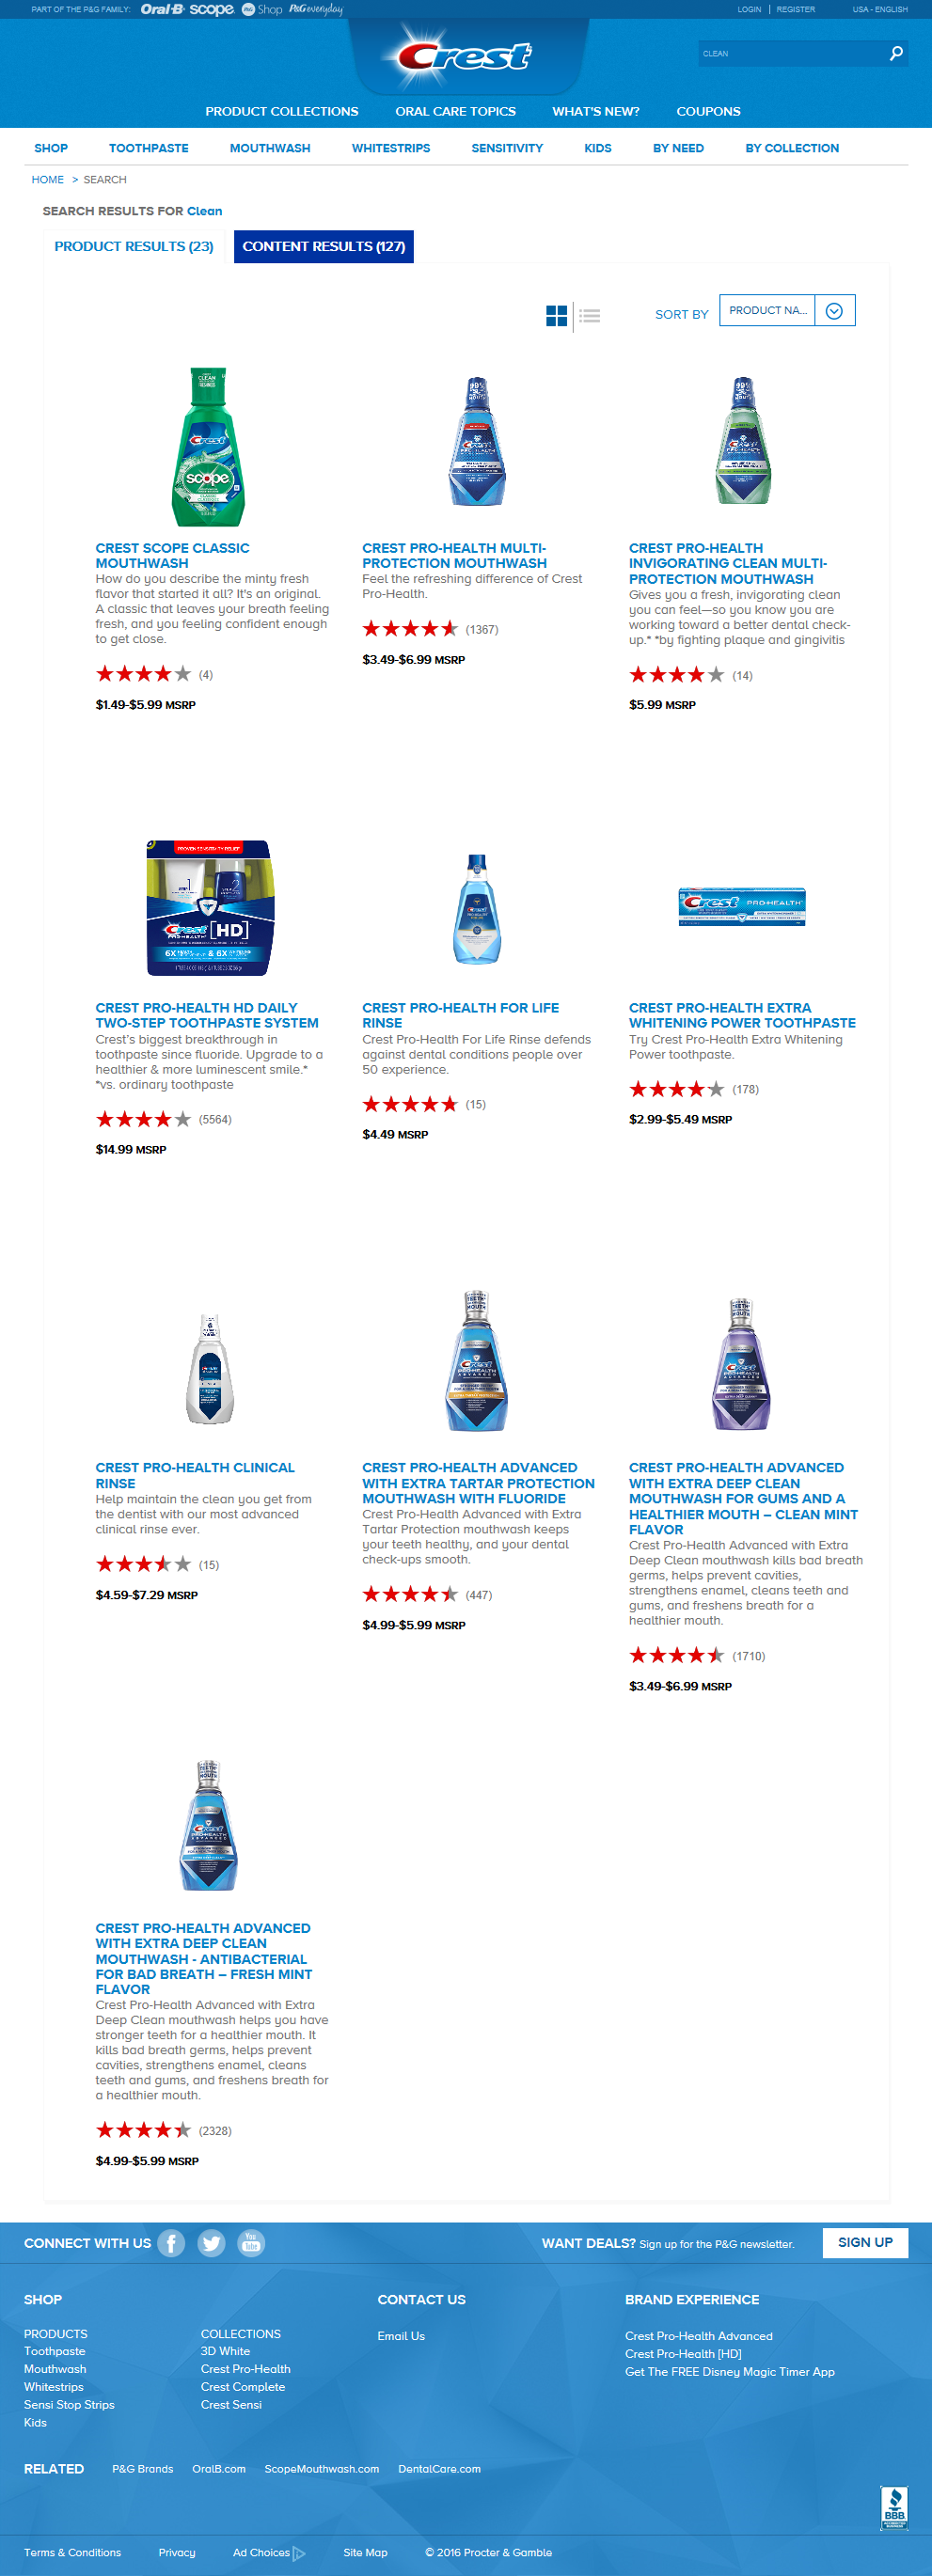 PART OF THE P&G FAMILY: Oral-B scope P&G Shop P&Geveryday LOGIN | REGISTER USA - ENGLISH
Crest
CLEAN
PRODUCT COLLECTIONS ORAL CARE TOPICS WHAT'S NEW? COUPONS
SHOP TOOTHPASTE MOUTHWASH WHITESTRIPS SENSITIVITY KIDS BY NEED BY COLLECTION
HOME > SEARCH
SEARCH RESULTS FOR Clean
PRODUCT RESULTS (23) CONTENT RESULTS (127)
SORT BY PRODUCT NA...
CREST SCOPE CLASSIC
MOUTHWASH
How do you describe the minty fresh
flavor that started it all? It's an original.
A classic that leaves your breath feeling
fresh, and you feeling confident enough
to get close.
(4)
$1.49-$5.99 MSRP
CREST PRO-HEALTH MULTI-
PROTECTION MOUTHWASH
Feel the refreshing difference of Crest
Pro-Health.
(1367)
$3.49-$6.99 MSRP
CREST PRO-HEALTH
INVIGORATING CLEAN MULTI-
PROTECTION MOUTHWASH
Gives you a fresh, invigorating clean
you can feel—so you know you are
working toward a better dental check-
up.* *by fighting plaque and gingivitis
(14)
$5.99 MSRP
CREST PRO-HEALTH HD DAILY
TWO-STEP TOOTHPASTE SYSTEM
Crest's biggest breakthrough in
toothpaste since fluoride. Upgrade to a
healthier & more luminescent smile.*
*vs. ordinary toothpaste
(5564)
$14.99 MSRP
CREST PRO-HEALTH FOR LIFE
RINSE
Crest Pro-Health For Life Rinse defends
against dental conditions people over
50 experience.
(15)
$4.49 MSRP
CREST PRO-HEALTH EXTRA
WHITENING POWER TOOTHPASTE
Try Crest Pro-Health Extra Whitening
Power toothpaste.
(178)
$2.99-$5.49 MSRP
CREST PRO-HEALTH CLINICAL
RINSE
Help maintain the clean you get from
the dentist with our most advanced
clinical rinse ever.
(15)
$4.59-$7.29 MSRP
CREST PRO-HEALTH ADVANCED
WITH EXTRA TARTAR PROTECTION
MOUTHWASH WITH FLUORIDE
Crest Pro-Health Advanced with Extra
Tartar Protection mouthwash keeps
your teeth healthy, and your dental
check-ups smooth.
(447)
$4.99-$5.99 MSRP
CREST PRO-HEALTH ADVANCED
WITH EXTRA DEEP CLEAN
MOUTHWASH FOR GUMS AND A
HEALTHIER MOUTH – CLEAN MINT
FLAVOR
Crest Pro-Health Advanced with Extra
Deep Clean mouthwash kills bad breath
germs, helps prevent cavities,
strengthens enamel, cleans teeth and
gums, and freshens breath for a
healthier mouth.
(1710)
$3.49-$6.99 MSRP
CREST PRO-HEALTH ADVANCED
WITH EXTRA DEEP CLEAN
MOUTHWASH - ANTIBACTERIAL
FOR BAD BREATH – FRESH MINT
FLAVOR
Crest Pro-Health Advanced with Extra
Deep Clean mouthwash helps you have
stronger teeth for a healthier mouth. It
kills bad breath germs, helps prevent
cavities, strengthens enamel, cleans
teeth and gums, and freshens breath for
a healthier mouth.
(2328)
$4.99-$5.99 MSRP
CONNECT WITH US You Tube WANT DEALS? Sign up for the P&G newsletter. SIGN UP
SHOP
PRODUCTS
Toothpaste
Mouthwash
Whitestrips
Sensi Stop Strips
Kids
COLLECTIONS
3D White
Crest Pro-Health
Crest Complete
Crest Sensi
CONTACT US
Email Us
BRAND EXPERIENCE
Crest Pro-Health Advanced
Crest Pro-Health [HD]
Get The FREE Disney Magic Timer App
RELATED P&G Brands OralB.com ScopeMouthwash.com DentalCare.com
BBB
Terms & Conditions Privacy Ad Choices Site Map © 2016 Procter & Gamble